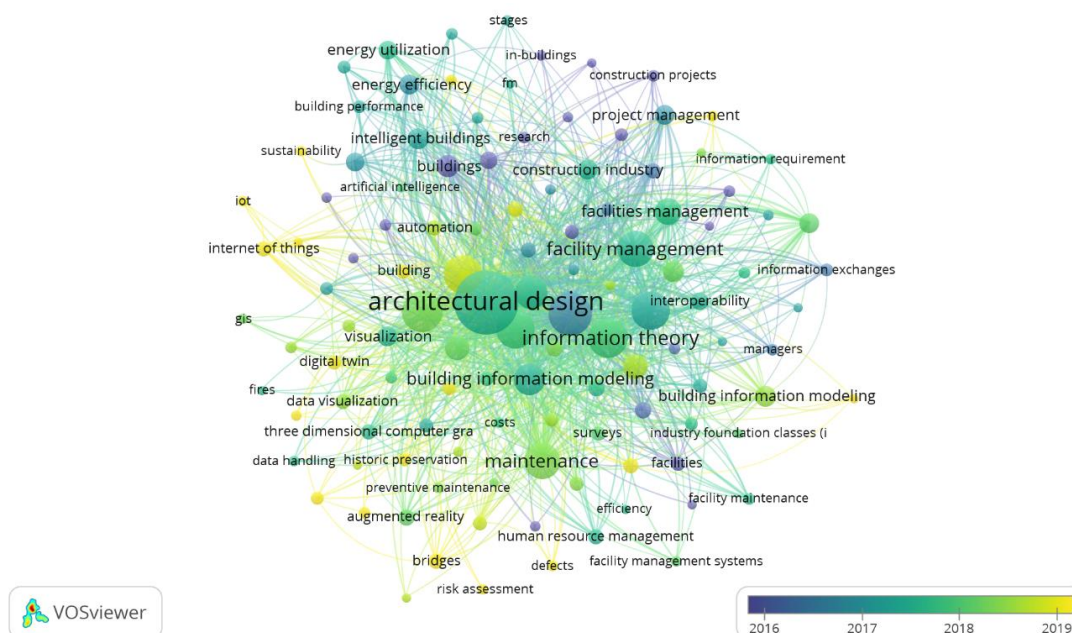 stages
energy utilization
in-buildings
energy efficiency
fm
construction projects
building performance
project management
intelligent buildings
research
sustainability
buildings
construction industry
information requirement
artificial intelligence
iot
automation
facilities management
internet of things
facility management
building
information exchanges
architectural design
interoperability
gis
visualization
information theory
managers
digital twin
building information modeling
fires
data visualization
building information modeling
costs
three dimensional computer gra
surveys
industry foundation classes (i
data handling
historic preservation
maintenance
facilities
preventive maintenance
facility maintenance
augmented reality
efficiency
human resource management
bridges
defects
facility management systems
risk assessment
VOSviewer
2016 2017 2018 2019